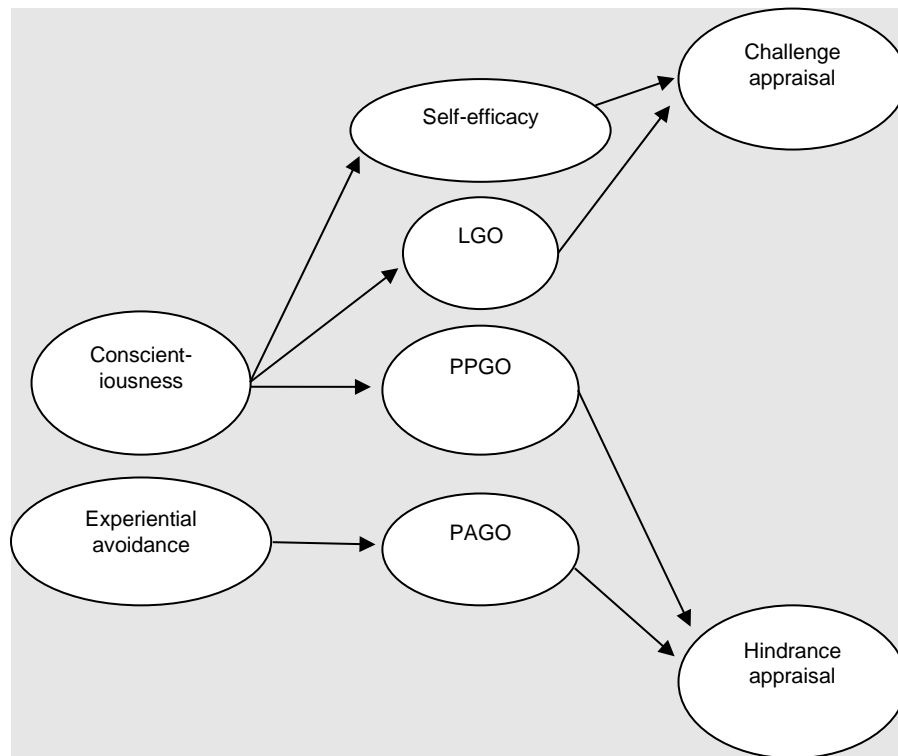 Challenge
appraisal
Self-efficacy
LGO
Conscient-
iousness
PPGO
Experiential
avoidance
PAGO
Hindrance
appraisal